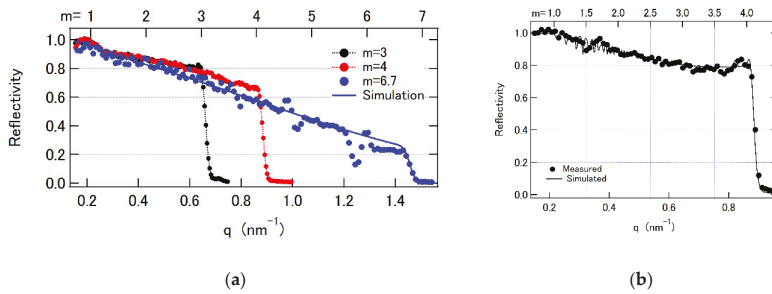 m= 1 2 3 4 5 6 7
1.0
0.8
0.6
0.4
0.2
0.0
Reflectivity
m=3
m=4
m=6.7
Simulation
0.2 0.4 0.6 0.8 1.0 1.2 1.4
q (nm⁻¹)
(a)
m= 1.0 1.5 2.0 2.5 3.0 3.5 4.0
1.0
0.8
0.6
0.4
0.2
0.0
Reflectivity
Measured
Simulated
0.2 0.4 0.6 0.8
q (nm⁻¹)
(b)